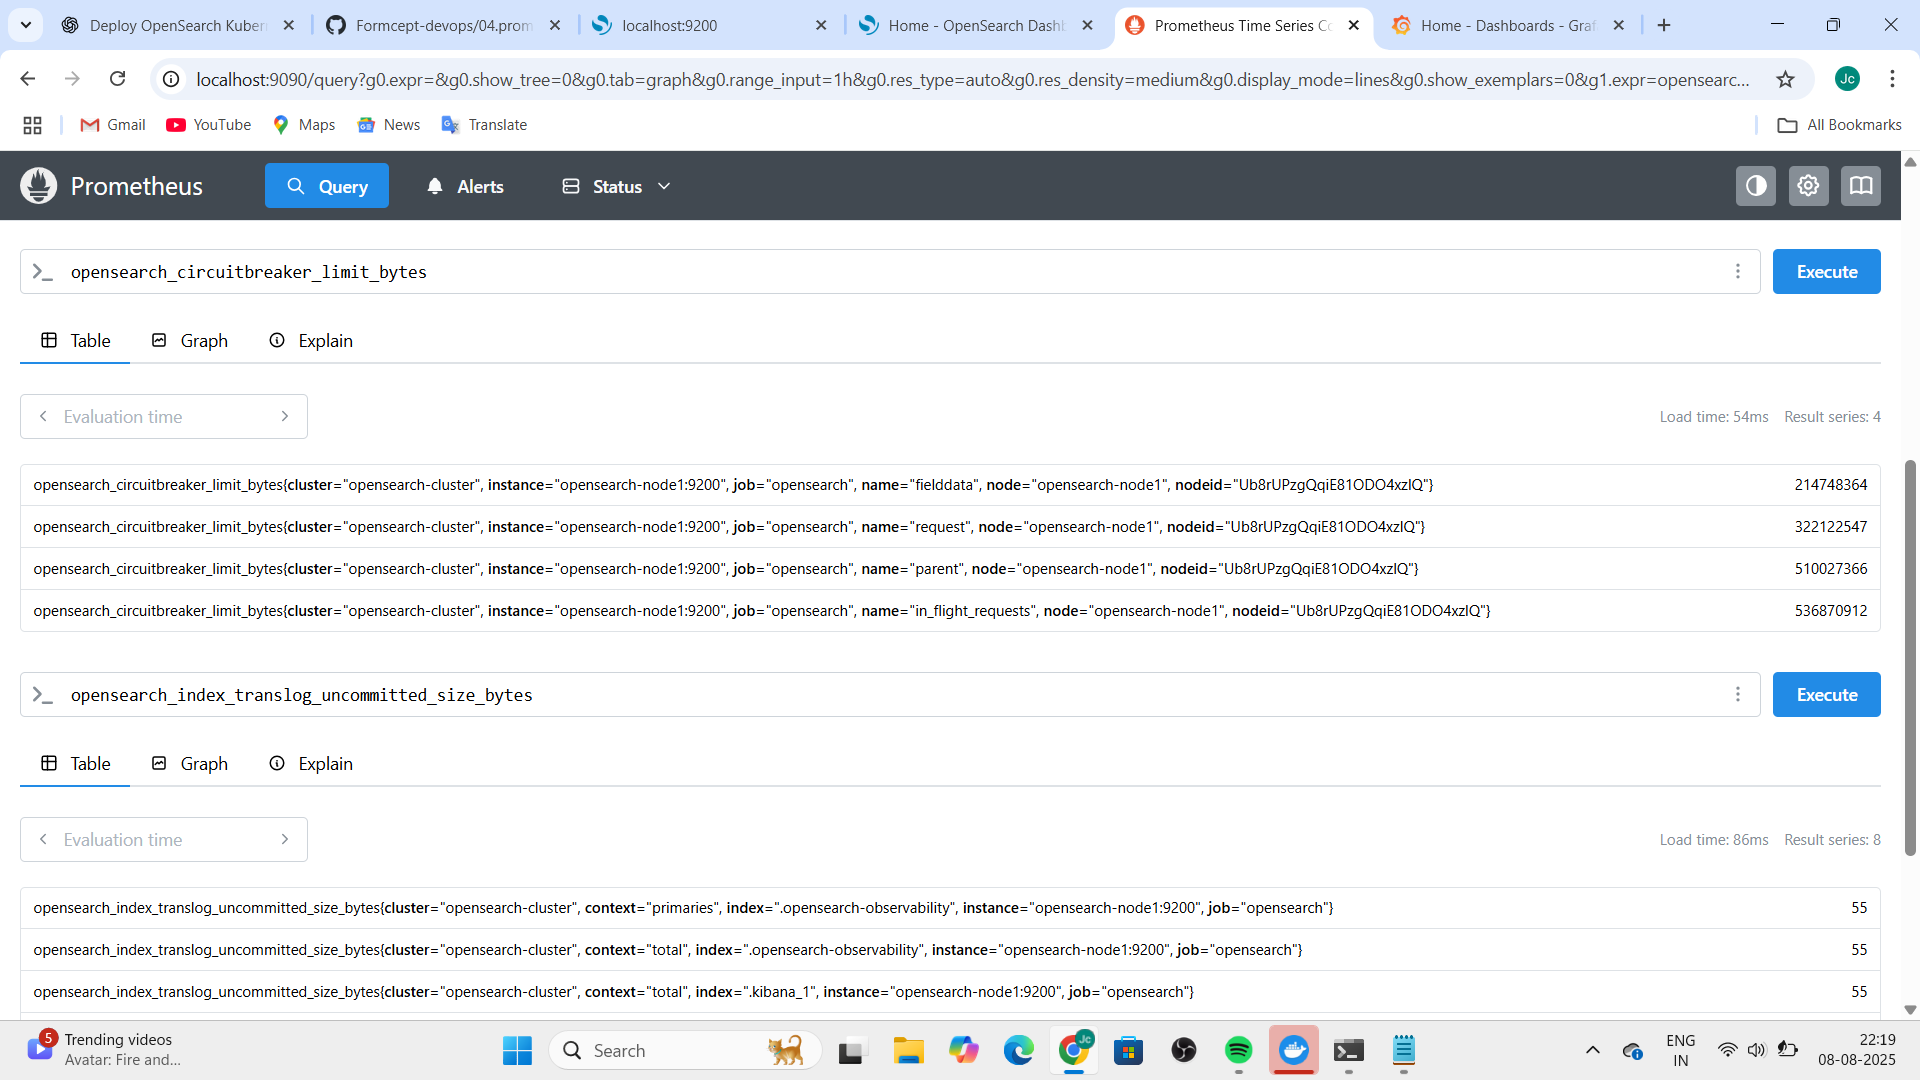 Deploy OpenSearch Kuber
Formcept-devops/04.prom
localhost:9200
Home - OpenSearch Dashb
Prometheus Time Series Co
Home - Dashboards - Graf
localhost:9090/query?g0.expr=&g0.show_tree=0&g0.tab=graph&g0.range_input=1h&g0.res_type=auto&g0.res_density=medium&g0.display_mode=lines&g0.show_exemplars=0&g1.expr=opensearc...
Jc
Gmail
YouTube
Maps
News
Translate
All Bookmarks
Prometheus
Query
Alerts
Status
opensearch_circuitbreaker_limit_bytes
Execute
Table
Graph
Explain
Evaluation time
Load time: 54ms Result series: 4
opensearch_circuitbreaker_limit_bytes{cluster="opensearch-cluster", instance="opensearch-node1:9200", job="opensearch", name="fielddata", node="opensearch-node1", nodeid="Ub8rUPzgQqiE81ODO4xzIQ"} 214748364
opensearch_circuitbreaker_limit_bytes{cluster="opensearch-cluster", instance="opensearch-node1:9200", job="opensearch", name="request", node="opensearch-node1", nodeid="Ub8rUPzgQqiE81ODO4xzIQ"} 322122547
opensearch_circuitbreaker_limit_bytes{cluster="opensearch-cluster", instance="opensearch-node1:9200", job="opensearch", name="parent", node="opensearch-node1", nodeid="Ub8rUPzgQqiE81ODO4xzIQ"} 510027366
opensearch_circuitbreaker_limit_bytes{cluster="opensearch-cluster", instance="opensearch-node1:9200", job="opensearch", name="in_flight_requests", node="opensearch-node1", nodeid="Ub8rUPzgQqiE81ODO4xzIQ"} 536870912
opensearch_index_translog_uncommitted_size_bytes
Execute
Table
Graph
Explain
Evaluation time
Load time: 86ms Result series: 8
opensearch_index_translog_uncommitted_size_bytes{cluster="opensearch-cluster", context="primaries", index=".opensearch-observability", instance="opensearch-node1:9200", job="opensearch"} 55
opensearch_index_translog_uncommitted_size_bytes{cluster="opensearch-cluster", context="total", index=".opensearch-observability", instance="opensearch-node1:9200", job="opensearch"} 55
opensearch_index_translog_uncommitted_size_bytes{cluster="opensearch-cluster", context="total", index=".kibana_1", instance="opensearch-node1:9200", job="opensearch"} 55
5
Trending videos
Avatar: Fire and...
Search
Jc
ENG
IN
22:19
08-08-2025